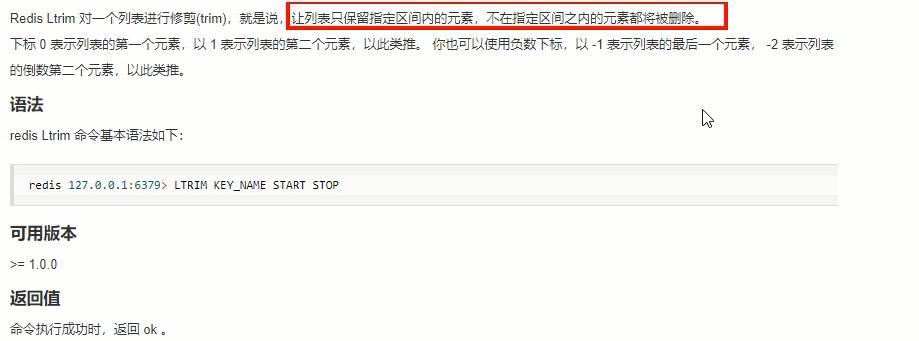 Redis Ltrim 对一个列表进行修剪(trim)，就是说，让列表只保留指定区间内的元素，不在指定区间之内的元素都将被删除。
下标 0 表示列表的第一个元素，以 1 表示列表的第二个元素，以此类推。 你也可以使用负数下标，以 -1 表示列表的最后一个元素， -2 表示列表
的倒数第二个元素，以此类推。
语法
redis Ltrim 命令基本语法如下：
redis 127.0.0.1:6379> LTRIM KEY_NAME START STOP
可用版本
>= 1.0.0
返回值
命令执行成功时，返回 ok 。